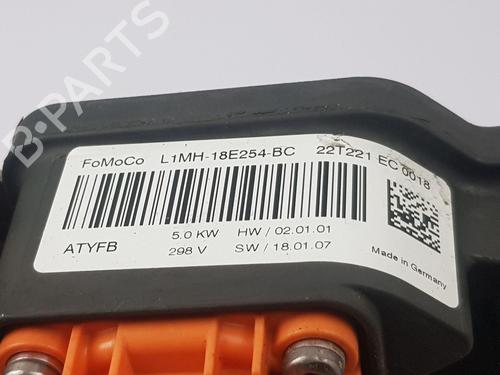 B-PARTS
FoMoCo L1MH-18E254-BC 22T221 EC 0018
ATYFB 5.0 KW HW / 02.01.01
298 V SW / 18.01.07
Made in Germany